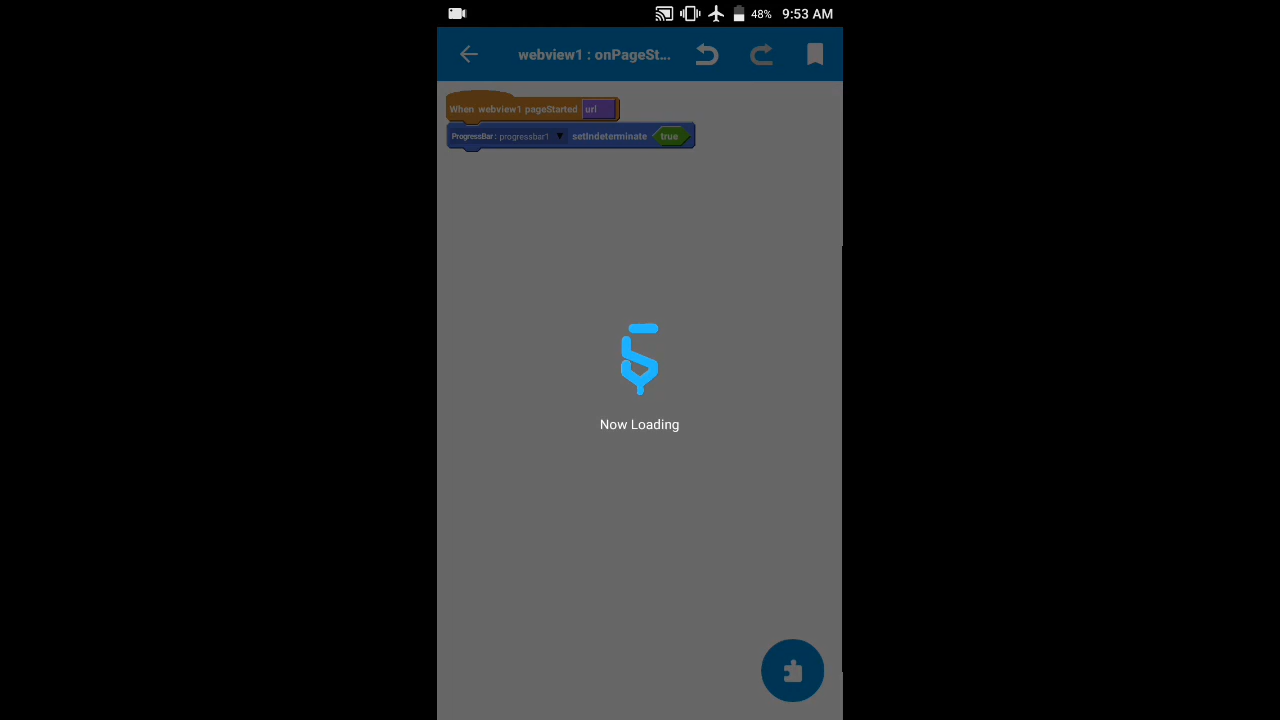 48% 9:53 AM
webview1 : onPageSt...
When webview1 pageStarted url
ProgressBar : progressbar1 setIndeterminate true
Now Loading